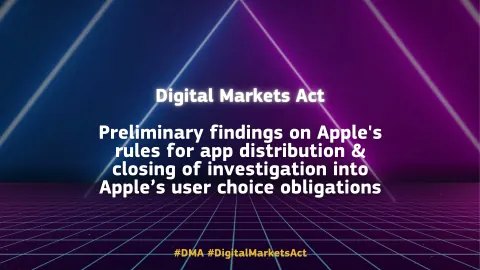 Digital Markets Act
Preliminary findings on Apple's
rules for app distribution &
closing of investigation into
Apple’s user choice obligations
#DMA #DigitalMarketsAct